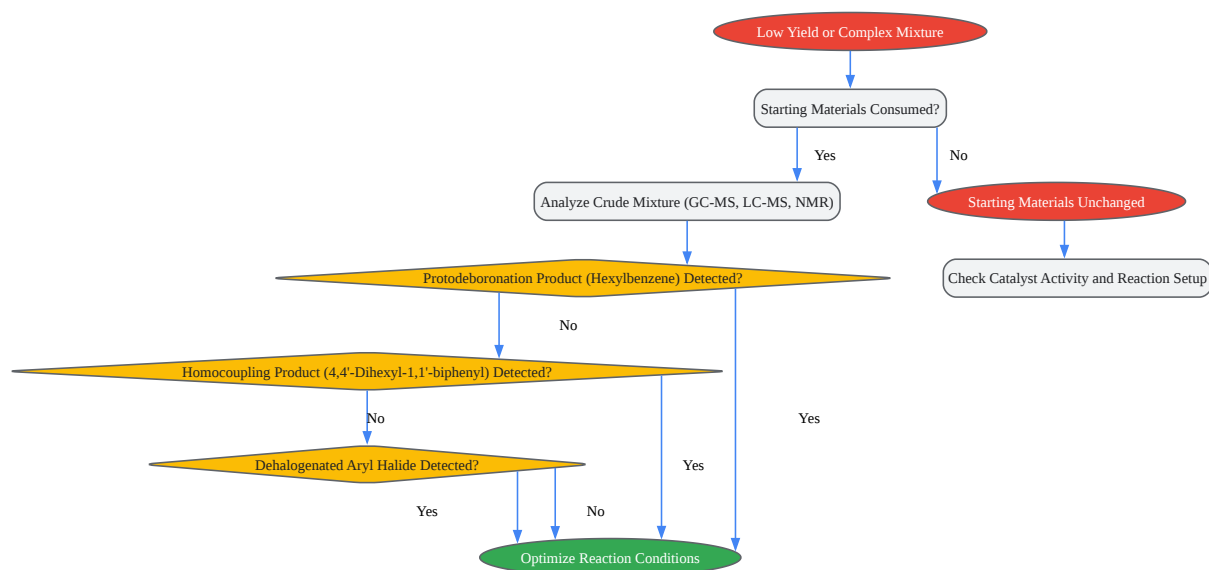 Low Yield or Complex Mixture
Starting Materials Consumed?
Yes
No
Analyze Crude Mixture (GC-MS, LC-MS, NMR)
Starting Materials Unchanged
Protodeboronation Product (Hexylbenzene) Detected?
Check Catalyst Activity and Reaction Setup
No
Homocoupling Product (4,4'-Dihexyl-1,1'-biphenyl) Detected?
No
Yes
Dehalogenated Aryl Halide Detected?
Yes
Yes
No
Optimize Reaction Conditions